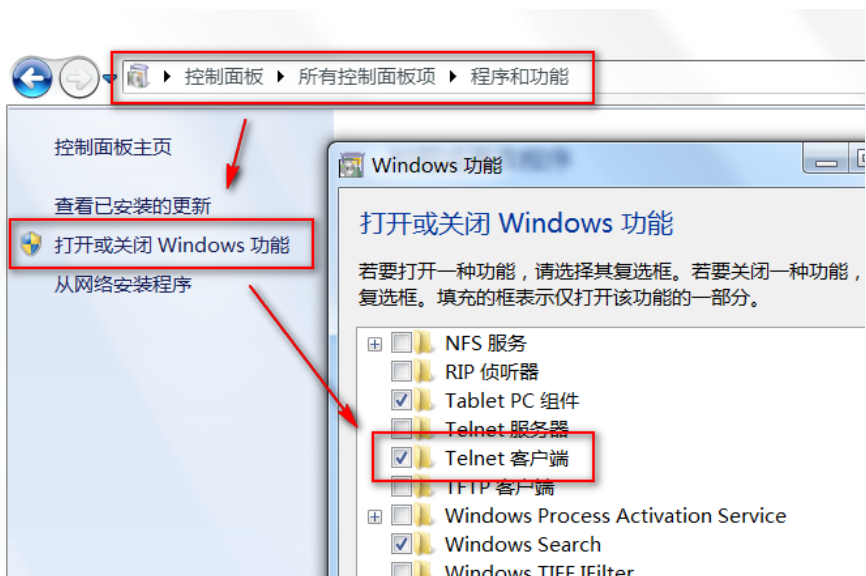 控制面板 ▶ 所有控制面板项 ▶ 程序和功能
控制面板主页
查看已安装的更新
打开或关闭 Windows 功能
从网络安装程序
Windows 功能
打开或关闭 Windows 功能
若要打开一种功能，请选择其复选框。若要关闭一种功能，
复选框。填充的框表示仅打开该功能的一部分。
NFS 服务
RIP 侦听器
Tablet PC 组件
Telnet 服务器
Telnet 客户端
TFTP 客户端
Windows Process Activation Service
Windows Search
Windows TIFF IFilter